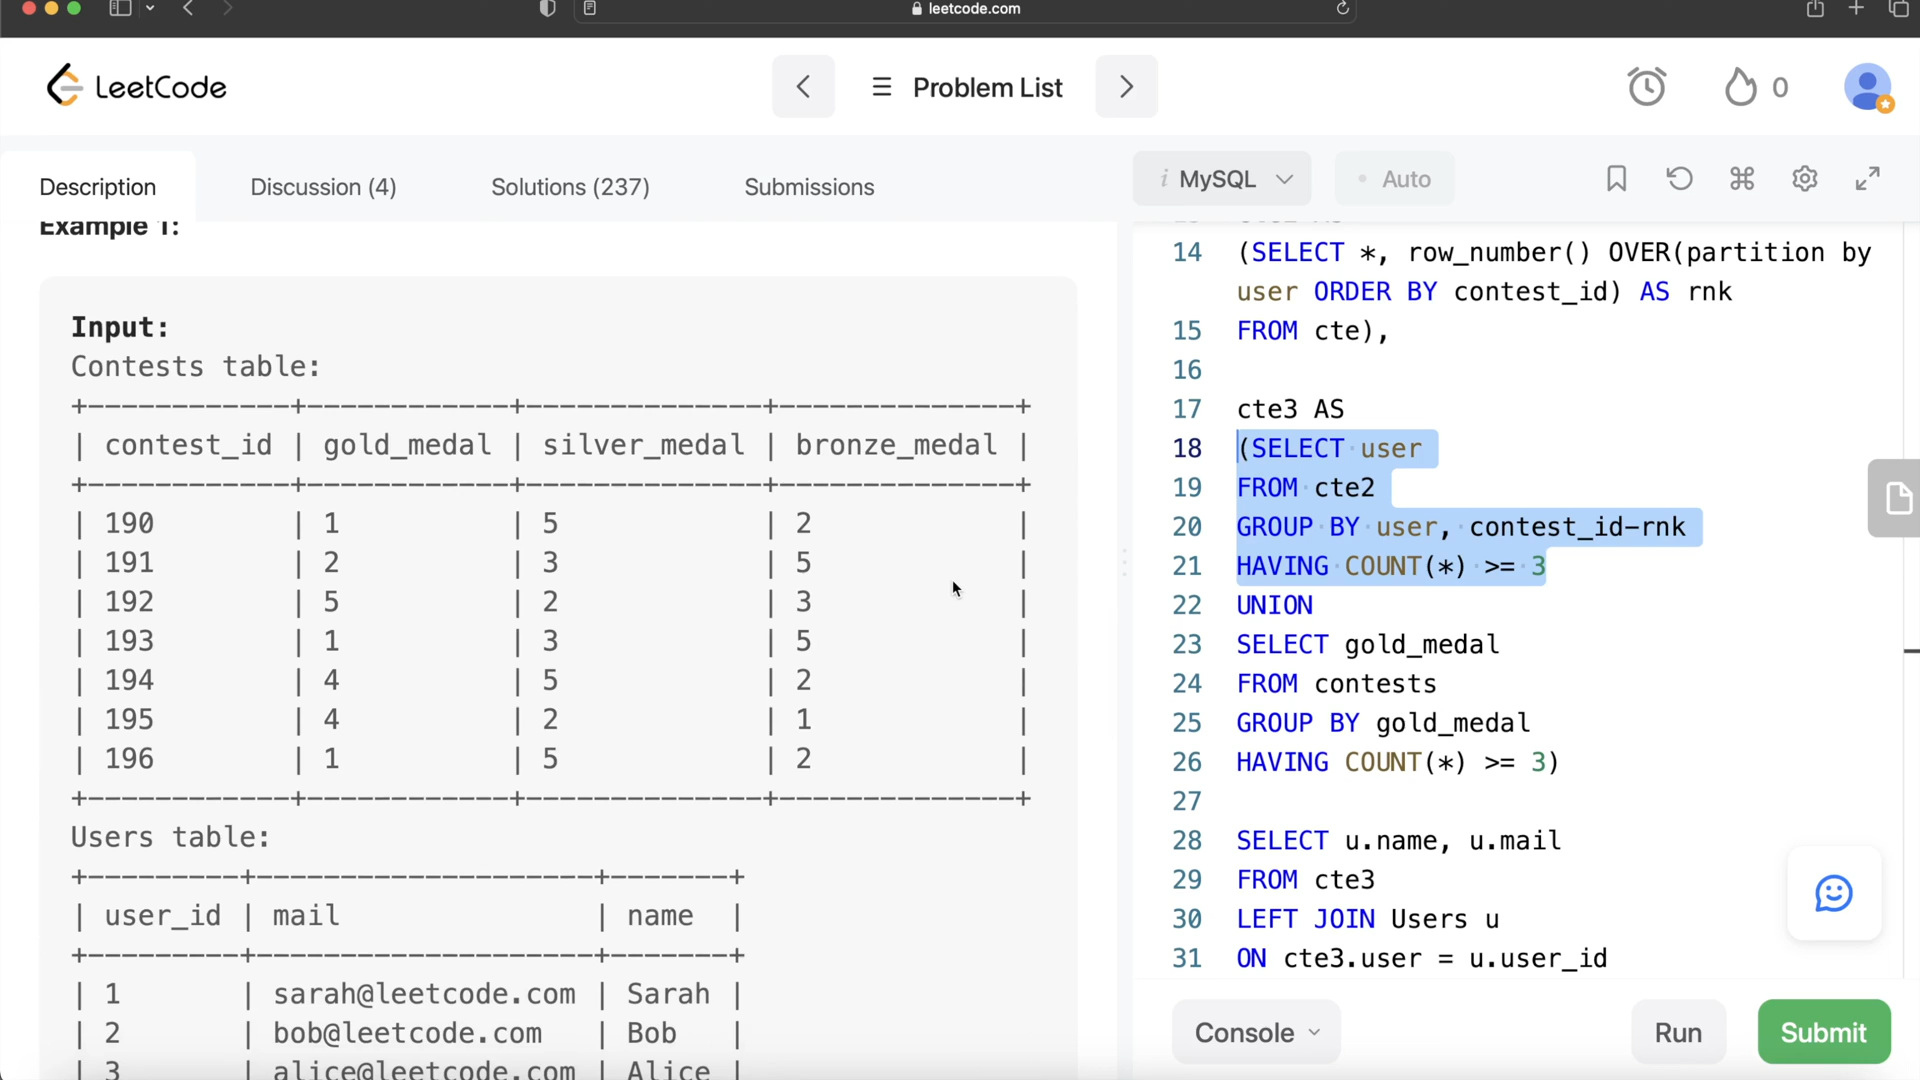 leetcode.com
LeetCode
Problem List
0
Description
Discussion (4)
Solutions (237)
Submissions
i MySQL
Auto
Example 1:
Input:
Contests table:
+------------+------------+--------------+--------------+
| contest_id | gold_medal | silver_medal | bronze_medal |
+------------+------------+--------------+--------------+
| 190 | 1 | 5 | 2 |
| 191 | 2 | 3 | 5 |
| 192 | 5 | 2 | 3 |
| 193 | 1 | 3 | 5 |
| 194 | 4 | 5 | 2 |
| 195 | 4 | 2 | 1 |
| 196 | 1 | 5 | 2 |
+------------+------------+--------------+--------------+
Users table:
+---------+--------------------+-------+
| user_id | mail | name |
+---------+--------------------+-------+
| 1 | sarah@leetcode.com | Sarah |
| 2 | bob@leetcode.com | Bob |
| 3 | alice@leetcode.com | Alice |
14 (SELECT *, row_number() OVER(partition by
user ORDER BY contest_id) AS rnk
15 FROM cte),
16
17 cte3 AS
18 (SELECT user
19 FROM cte2
20 GROUP BY user, contest_id-rnk
21 HAVING COUNT(*) >= 3
22 UNION
23 SELECT gold_medal
24 FROM contests
25 GROUP BY gold_medal
26 HAVING COUNT(*) >= 3)
27
28 SELECT u.name, u.mail
29 FROM cte3
30 LEFT JOIN Users u
31 ON cte3.user = u.user_id
Console
Run
Submit